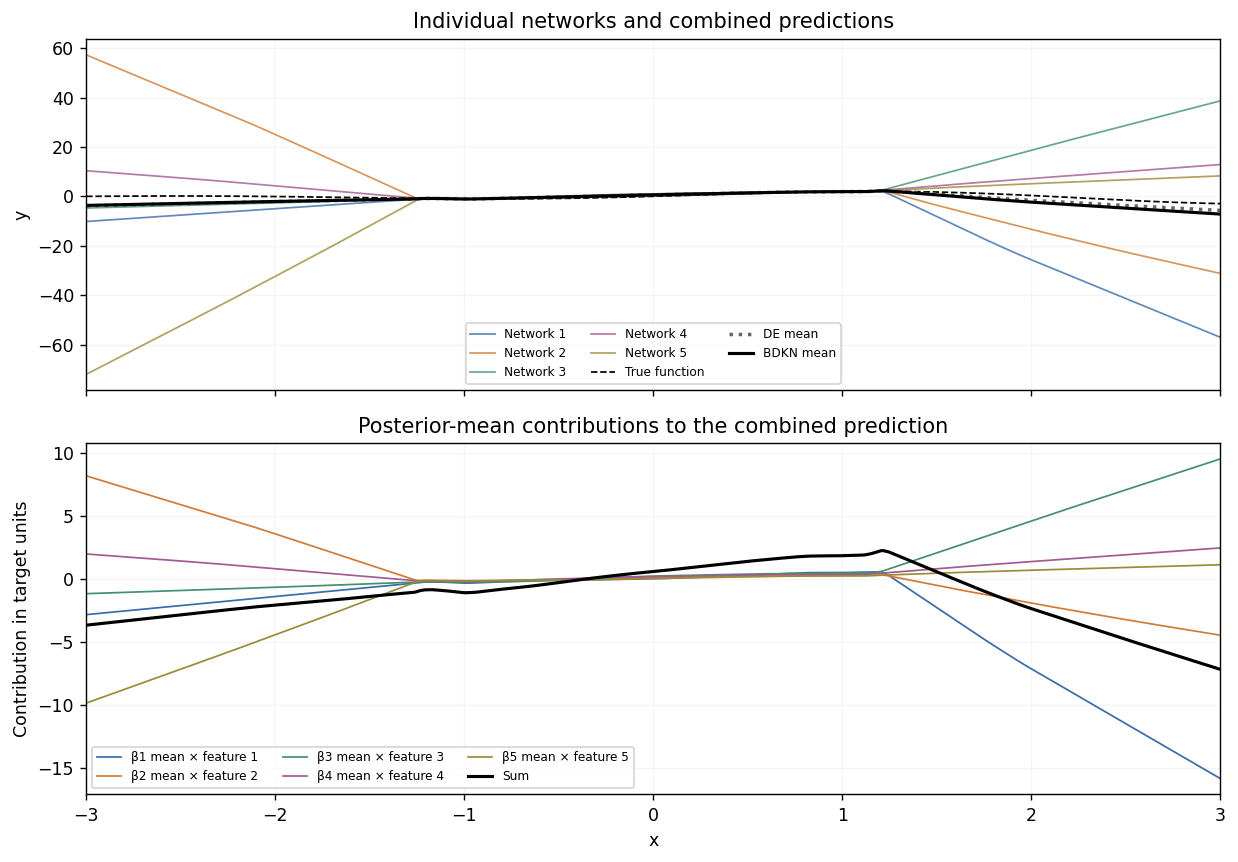 Individual networks and combined predictions
60
40
20
0
−20
−40
−60
y
Network 1 Network 4 DE mean
Network 2 Network 5 BDKN mean
Network 3 True function
Posterior-mean contributions to the combined prediction
10
5
0
−5
−10
−15
Contribution in target units
β1 mean × feature 1 β3 mean × feature 3 β5 mean × feature 5
β2 mean × feature 2 β4 mean × feature 4 Sum
−3 −2 −1 0 1 2 3
x